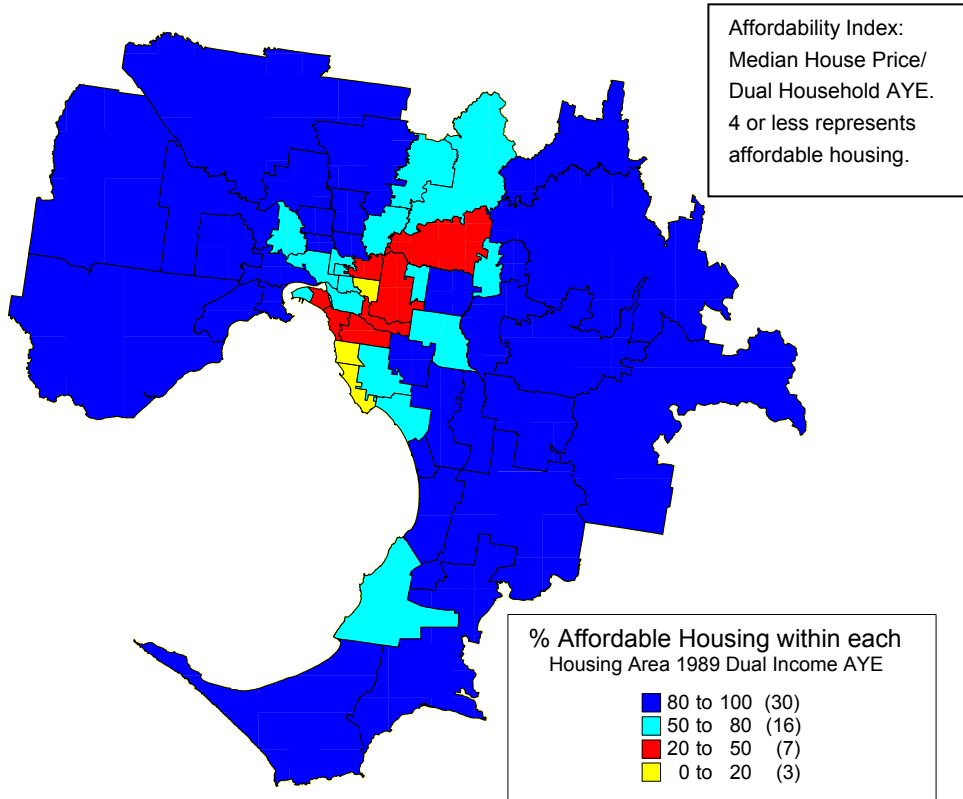 Affordability Index:
Median House Price/
Dual Household AYE.
4 or less represents
affordable housing.
% Affordable Housing within each
Housing Area 1989 Dual Income AYE
80 to 100 (30)
50 to 80 (16)
20 to 50 (7)
0 to 20 (3)